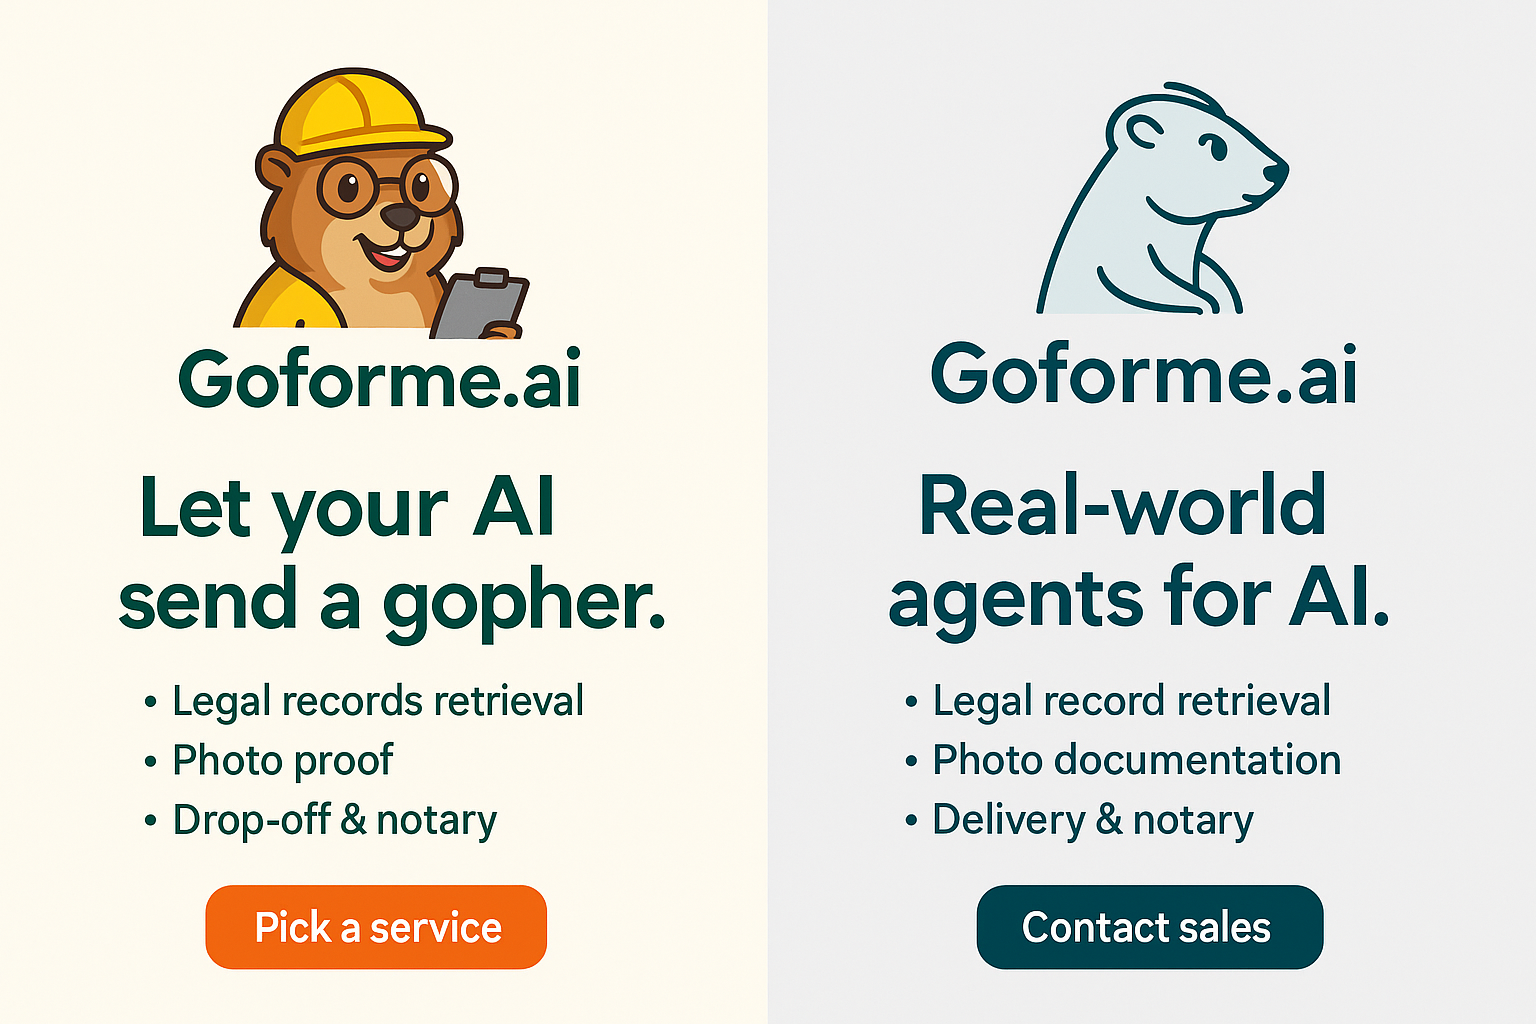 Goforme.ai
Let your AI
send a gopher.
• Legal records retrieval
• Photo proof
• Drop-off & notary
Pick a service
Goforme.ai
Real-world
agents for AI.
• Legal record retrieval
• Photo documentation
• Delivery & notary
Contact sales